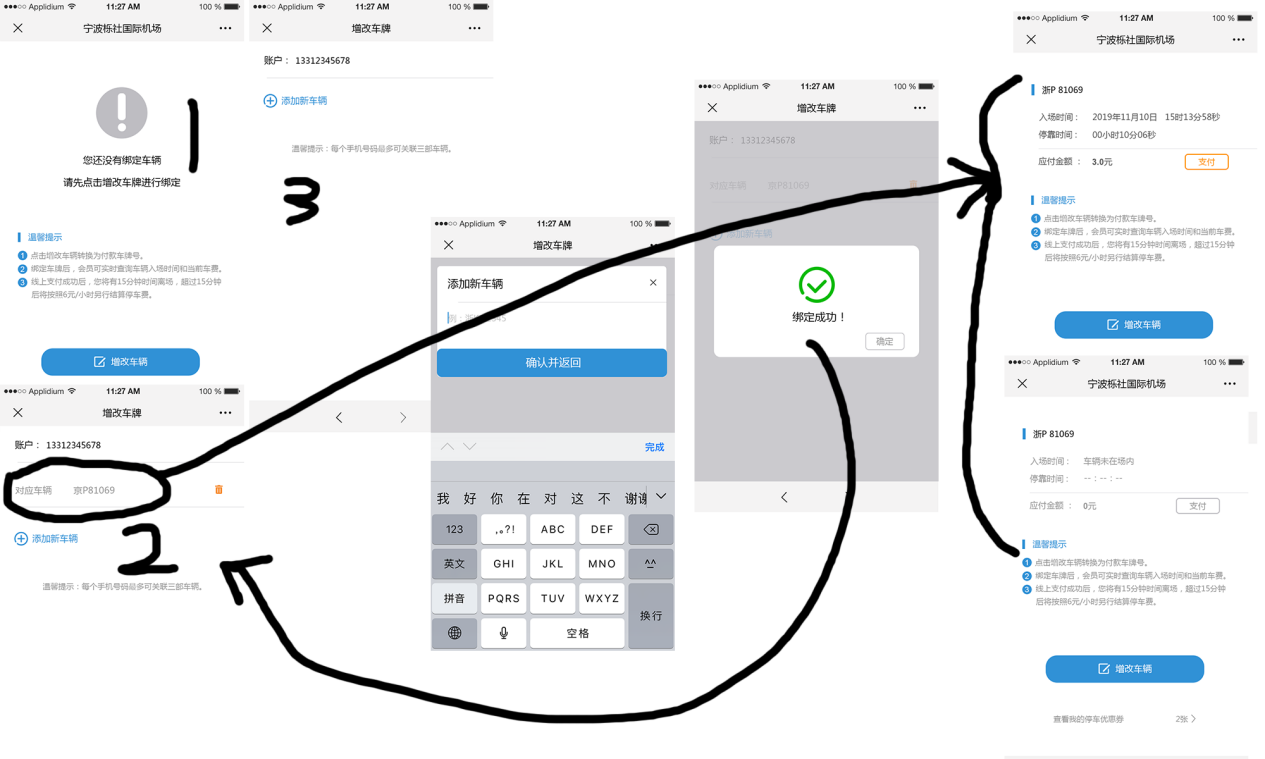 Applidium 11:27 AM 100 %
宁波栎社国际机场
您还没有绑定车辆
请先点击增改车牌进行绑定
1
温馨提示
1 点击增改车辆转换为付款车牌号。
2 绑定车牌后，会员可实时查询车辆入场时间和当前车费。
3 线上支付成功后，您将有15分钟时间离场，超过15分钟
后将按照6元/小时另行结算停车费。
增改车辆
Applidium 11:27 AM 100 %
增改车牌
账户： 13312345678
对应车辆 京P81069
添加新车辆
2
温馨提示：每个手机号码最多可关联三部车辆。
Applidium 11:27 AM 100 %
增改车牌
账户： 13312345678
添加新车辆
温馨提示：每个手机号码最多可关联三部车辆。
3
Applidium 11:27 AM 100 %
增改车牌
添加新车辆
确认并返回
完成
我 好 你 在 对 这 不 谢谢
123 ,。?! ABC DEF
英文 GHI JKL MNO ^^
拼音 PQRS TUV WXYZ
换行
空格
Applidium 11:27 AM 100 %
增改车牌
账户： 13312345678
对应车辆 京P81069
添加新车辆
绑定成功！
确定
Applidium 11:27 AM 100 %
宁波栎社国际机场
浙P 81069
入场时间： 2019年11月10日 15时13分58秒
停靠时间： 00小时10分06秒
应付金额 ： 3.0元 支付
温馨提示
1 点击增改车辆转换为付款车牌号。
2 绑定车牌后，会员可实时查询车辆入场时间和当前车费。
3 线上支付成功后，您将有15分钟时间离场，超过15分钟
后将按照6元/小时另行结算停车费。
增改车辆
Applidium 11:27 AM 100 %
宁波栎社国际机场
浙P 81069
入场时间： 车辆未在场内
停靠时间： --：--：--
应付金额 ： 0元 支付
温馨提示
1 点击增改车辆转换为付款车牌号。
2 绑定车牌后，会员可实时查询车辆入场时间和当前车费。
3 线上支付成功后，您将有15分钟时间离场，超过15分钟
后将按照6元/小时另行结算停车费。
增改车辆
查看我的停车优惠券 2张